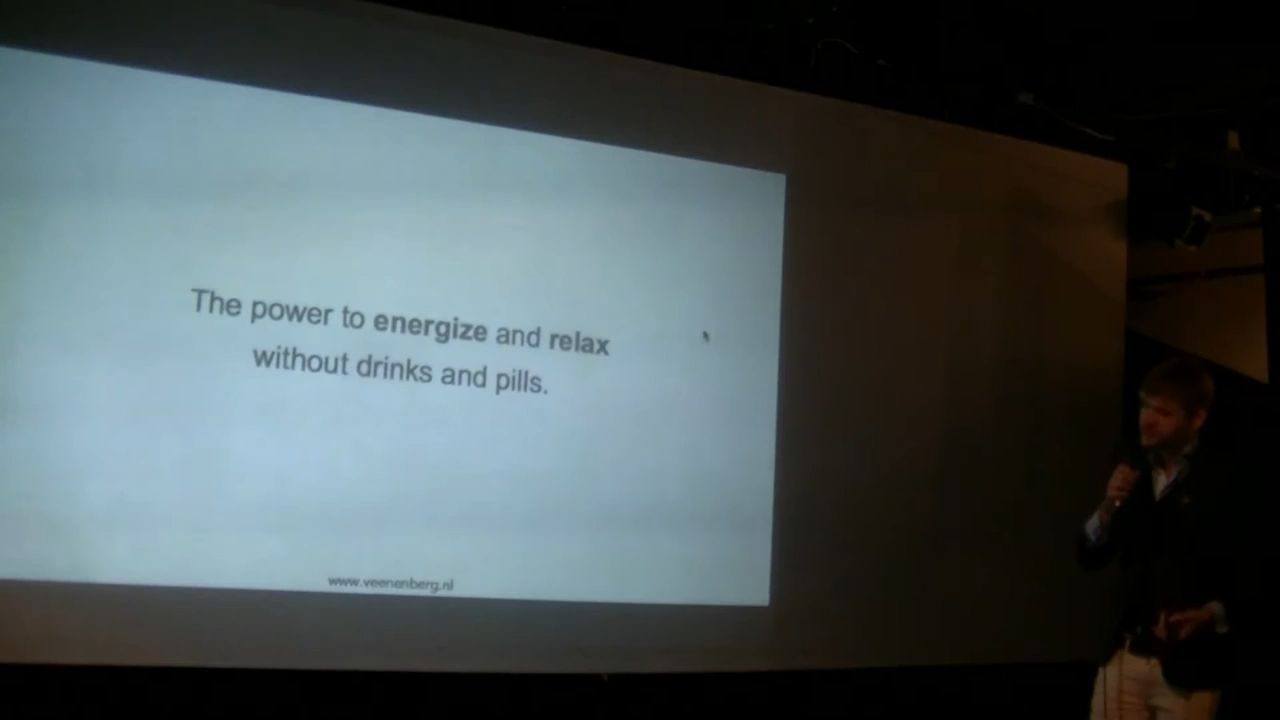 The power to energize and relax
without drinks and pills.
www.veenenberg.nl